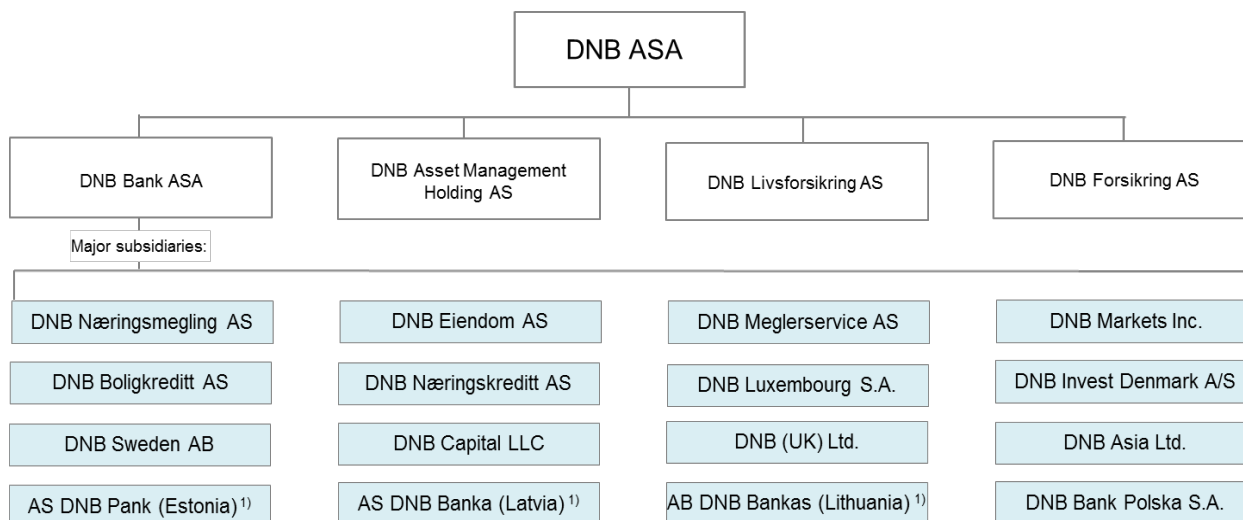 DNB ASA
DNB Bank ASA
DNB Asset Management
Holding AS
DNB Livsforsikring AS
DNB Forsikring AS
Major subsidiaries:
DNB Næringsmegling AS
DNB Eiendom AS
DNB Meglerservice AS
DNB Markets Inc.
DNB Boligkreditt AS
DNB Næringskreditt AS
DNB Luxembourg S.A.
DNB Invest Denmark A/S
DNB Sweden AB
DNB Capital LLC
DNB (UK) Ltd.
DNB Asia Ltd.
AS DNB Pank (Estonia) 1)
AS DNB Banka (Latvia) 1)
AB DNB Bankas (Lithuania) 1)
DNB Bank Polska S.A.